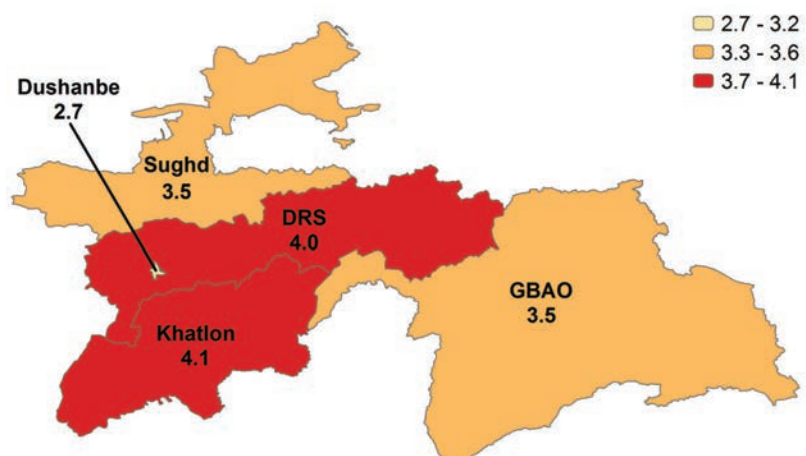 2.7 - 3.2
3.3 - 3.6
3.7 - 4.1
Dushanbe
2.7
Sughd
3.5
DRS
4.0
GBAO
3.5
Khatlon
4.1